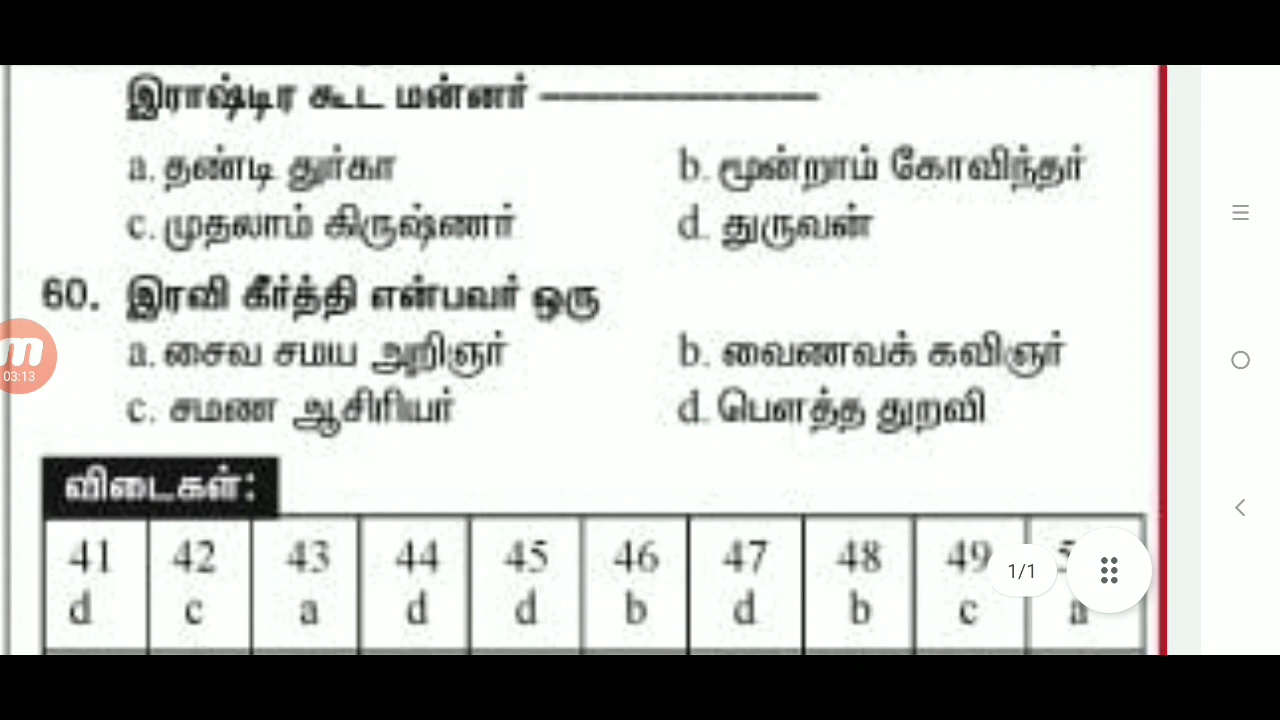 இராஷ்டிர கூட மன்னர் ---------------
a. தண்டி துர்கா b. மூன்றாம் கோவிந்தர்
c. முதலாம் கிருஷ்ணர் d. துருவன்
60. இரவி கீர்த்தி என்பவர் ஒரு
a. சைவ சமய அறிஞர் b. வைணவக் கவிஞர்
c. சமண ஆசிரியர் d. பௌத்த துறவி
விடைகள்:
41 42 43 44 45 46 47 48 49
d c a d d b d b c a
1/1
03:13